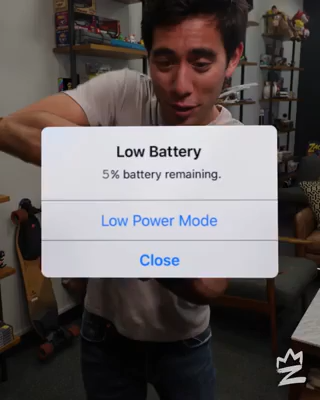 Low Battery
5% battery remaining.
Low Power Mode
Close
Z